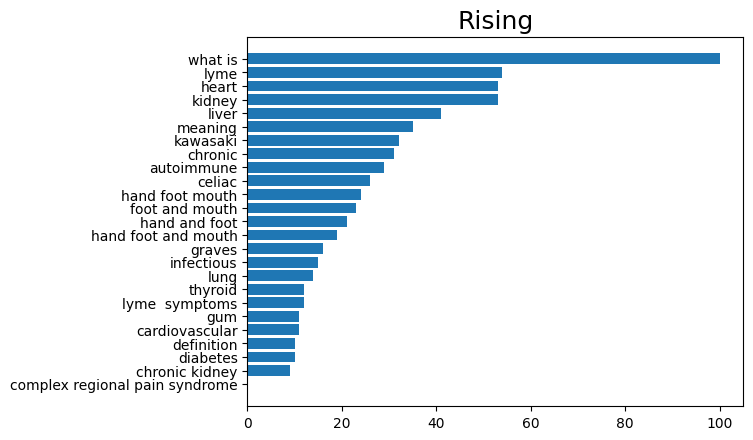 Rising
what is
lyme
heart
kidney
liver
meaning
kawasaki
chronic
autoimmune
celiac
hand foot mouth
foot and mouth
hand and foot
hand foot and mouth
graves
infectious
lung
thyroid
lyme  symptoms
gum
cardiovascular
definition
diabetes
chronic kidney
complex regional pain syndrome
0 20 40 60 80 100